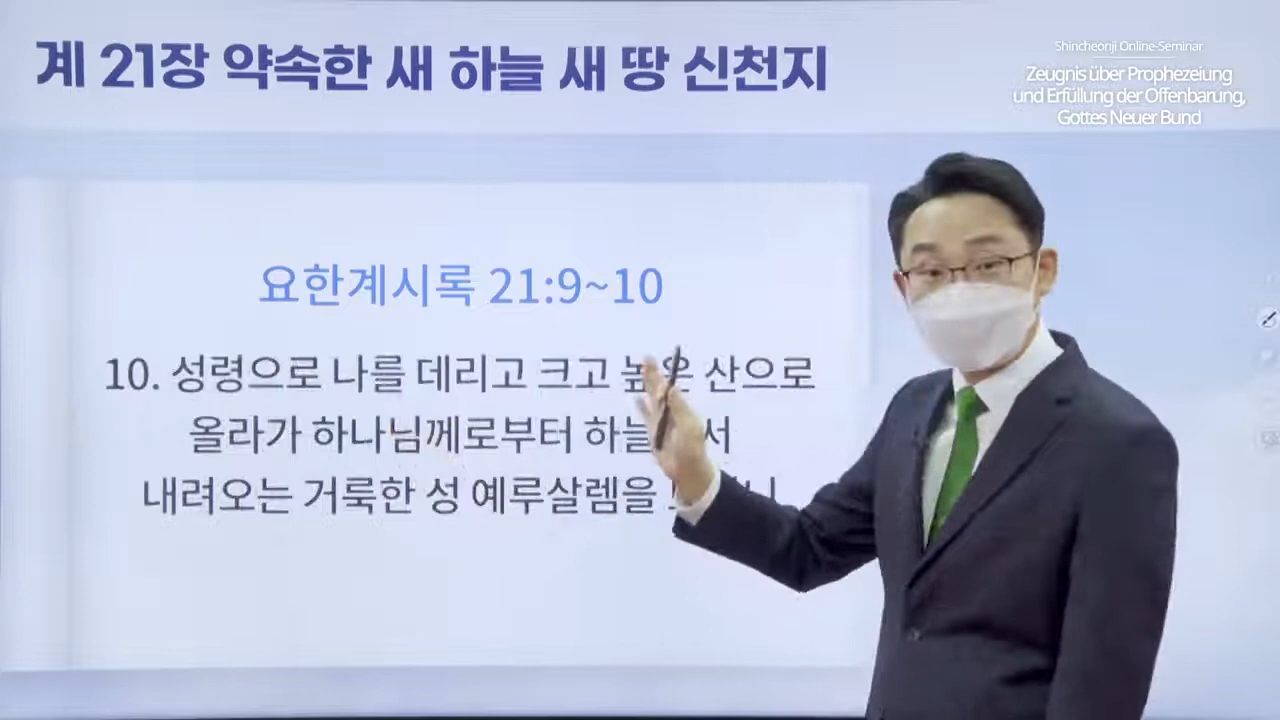 계 21장 약속한 새 하늘 새 땅 신천지
Shincheonji Online-Seminar
Zeugnis über Prophezeiung
und Erfüllung der Offenbarung,
Gottes Neuer Bund
요한계시록 21:9~10
10. 성령으로 나를 데리고 크고 높은 산으로
올라가 하나님께로부터
내려오는 거룩한 성 예루살렘을